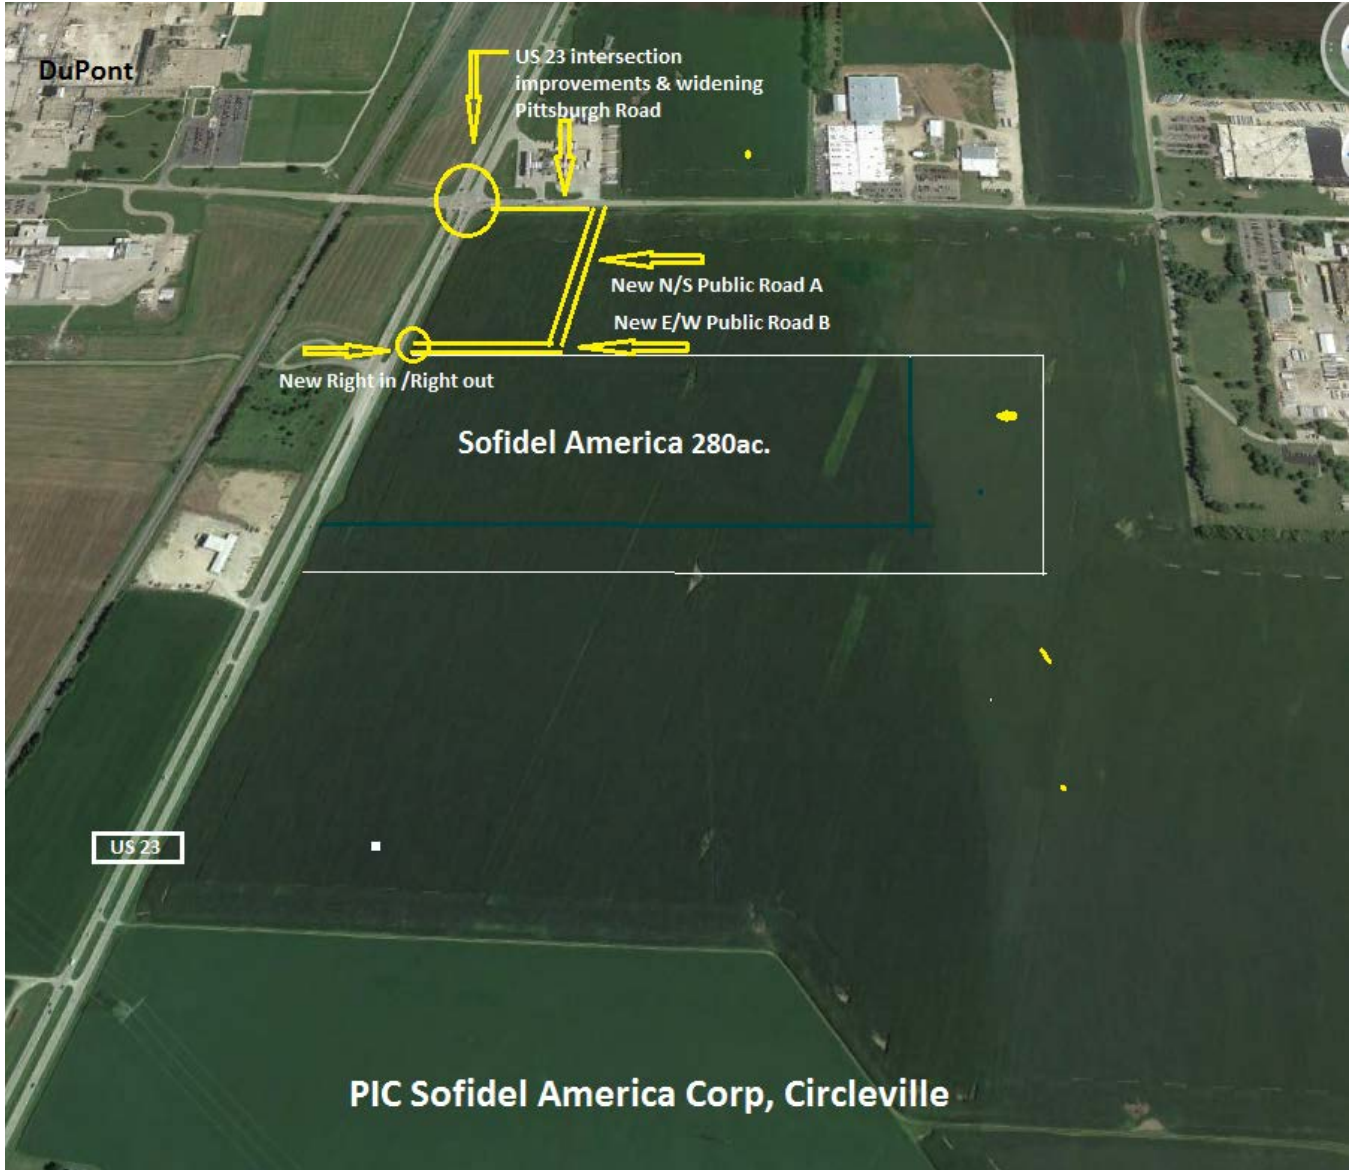 DuPont
US 23 intersection
improvements & widening
Pittsburgh Road
New N/S Public Road A
New E/W Public Road B
New Right in /Right out
Sofidel America 280ac.
US 23
PIC Sofidel America Corp, Circleville